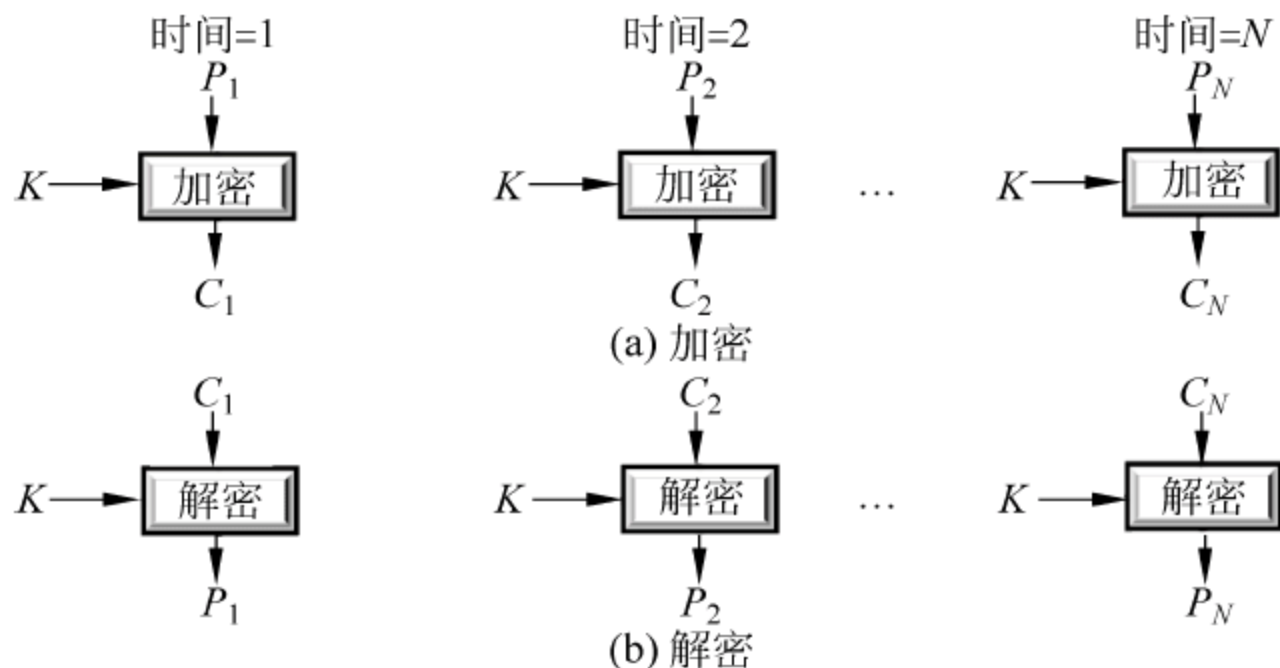 时间=1 时间=2 时间=N
P1 P2 PN
K 加密 K 加密 … K 加密
C1 C2 CN
(a) 加密
C1 C2 CN
K 解密 K 解密 … K 解密
P1 P2 PN
(b) 解密